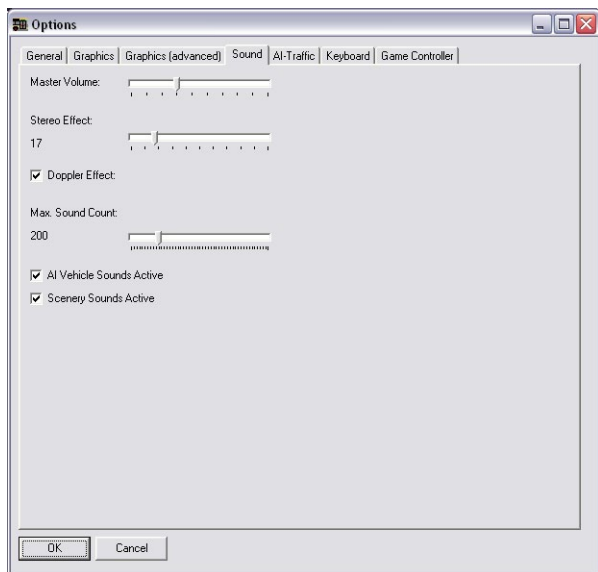 Options
General Graphics Graphics (advanced) Sound AI-Traffic Keyboard Game Controller
Master Volume:
Stereo Effect:
17
Doppler Effect:
Max. Sound Count:
200
AI Vehicle Sounds Active
Scenery Sounds Active
OK Cancel